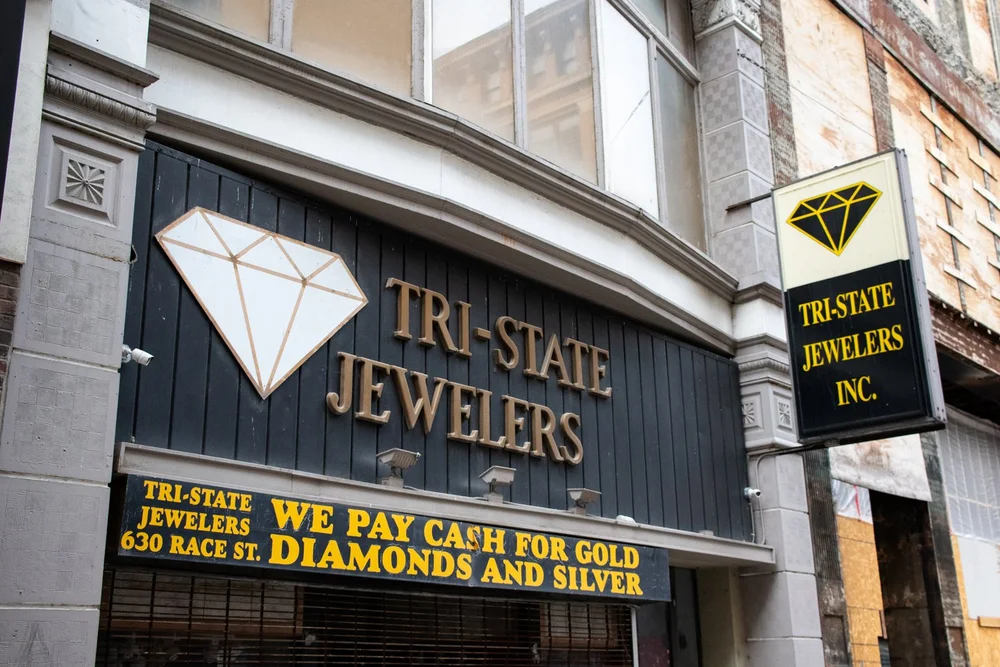 TRI-STATE
JEWELERS
TRI-STATE
JEWELERS
INC.
TRI-STATE
JEWELERS
630 RACE ST.
WE PAY CASH FOR GOLD
DIAMONDS AND SILVER